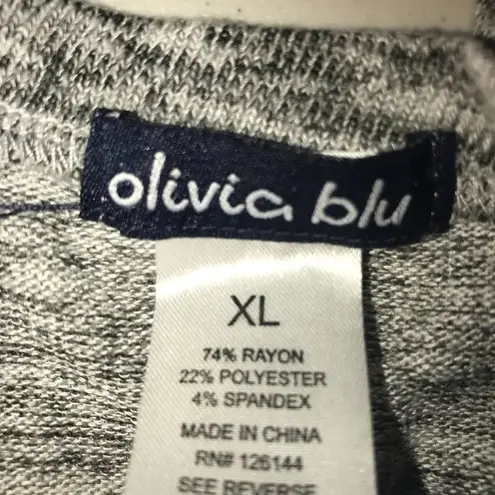 olivia blu
XL
74% RAYON
22% POLYESTER
4% SPANDEX
MADE IN CHINA
RN# 126144
SEE REVERSE